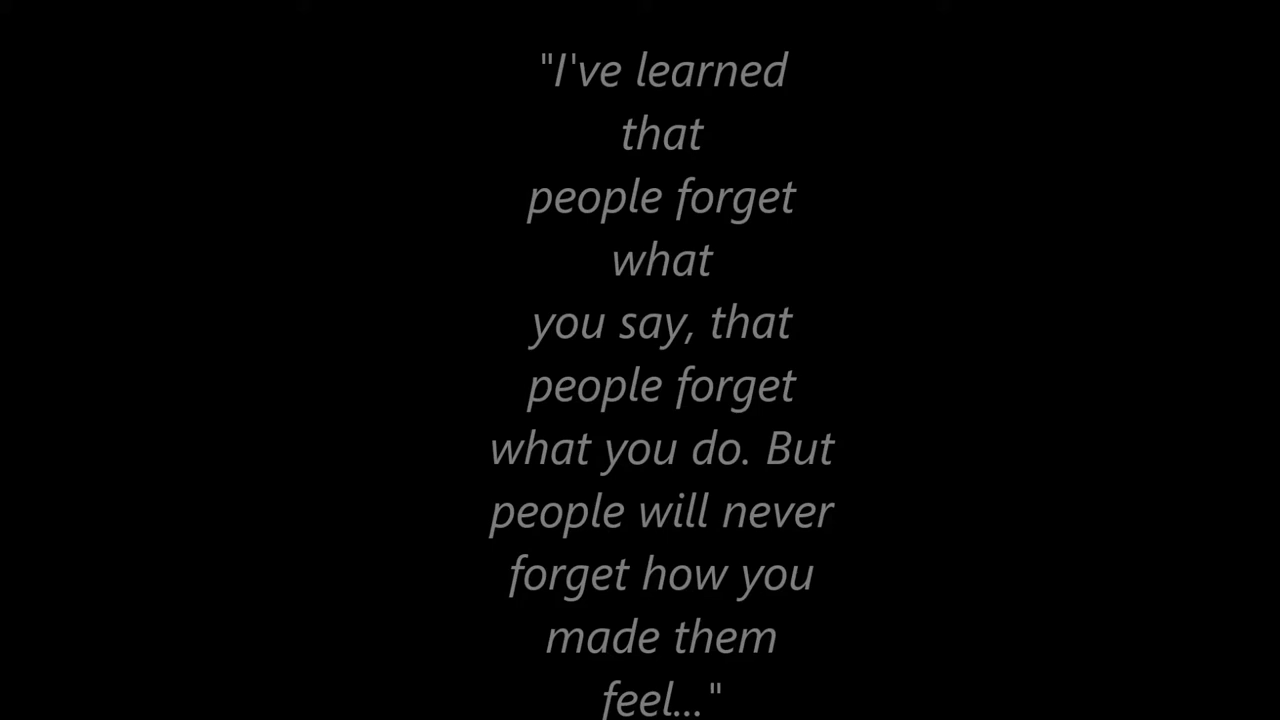 "I've learned
that
people forget
what
you say, that
people forget
what you do. But
people will never
forget how you
made them
feel..."